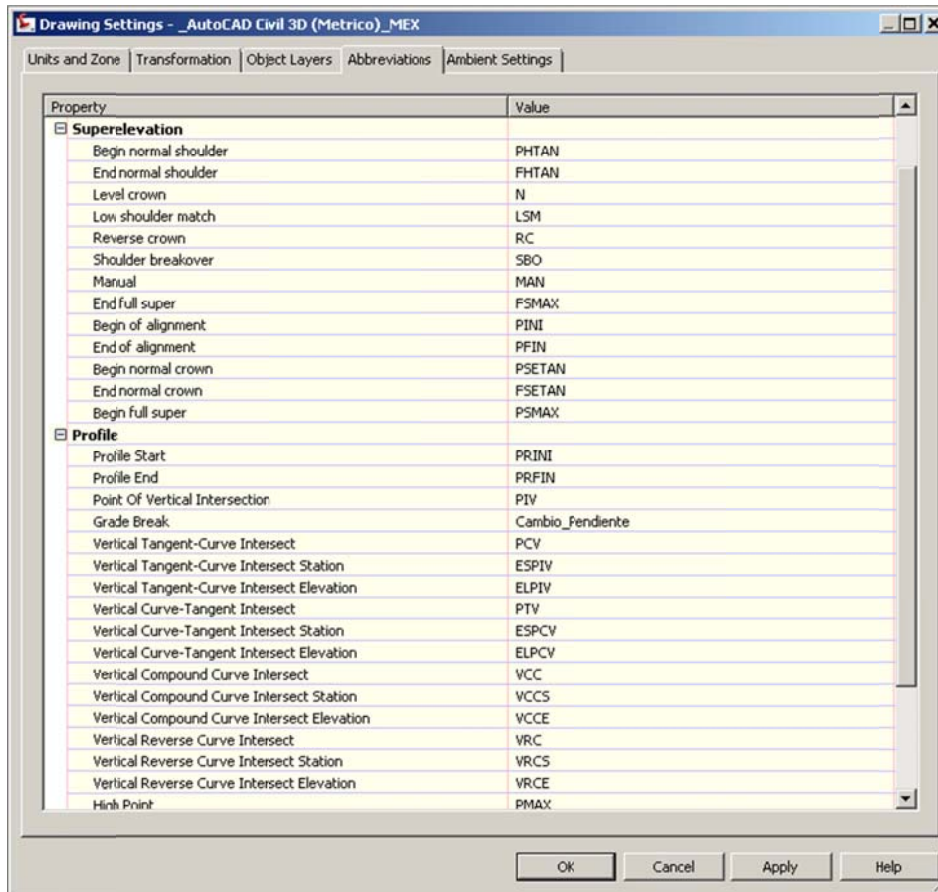 Drawing Settings - _AutoCAD Civil 3D (Metrico)_MEX
Units and Zone Transformation Object Layers Abbreviations Ambient Settings
Property Value
Superelevation
Begin normal shoulder PHTAN
End normal shoulder FHTAN
Level crown N
Low shoulder match LSM
Reverse crown RC
Shoulder breakover SBO
Manual MAN
End full super FSMAX
Begin of alignment PINI
End of alignment PFIN
Begin normal crown PSETAN
End normal crown FSETAN
Begin full super PSMAX
Profile
Profile Start PRINI
Profile End PRFIN
Point Of Vertical Intersection PIV
Grade Break Cambio_Pendiente
Vertical Tangent-Curve Intersect PCV
Vertical Tangent-Curve Intersect Station ESPIV
Vertical Tangent-Curve Intersect Elevation ELPIV
Vertical Curve-Tangent Intersect PTV
Vertical Curve-Tangent Intersect Station ESPCV
Vertical Curve-Tangent Intersect Elevation ELPCV
Vertical Compound Curve Intersect VCC
Vertical Compound Curve Intersect Station VCCS
Vertical Compound Curve Intersect Elevation VCCE
Vertical Reverse Curve Intersect VRC
Vertical Reverse Curve Intersect Station VRCS
Vertical Reverse Curve Intersect Elevation VRCE
High Point PMAX
OK Cancel Apply Help